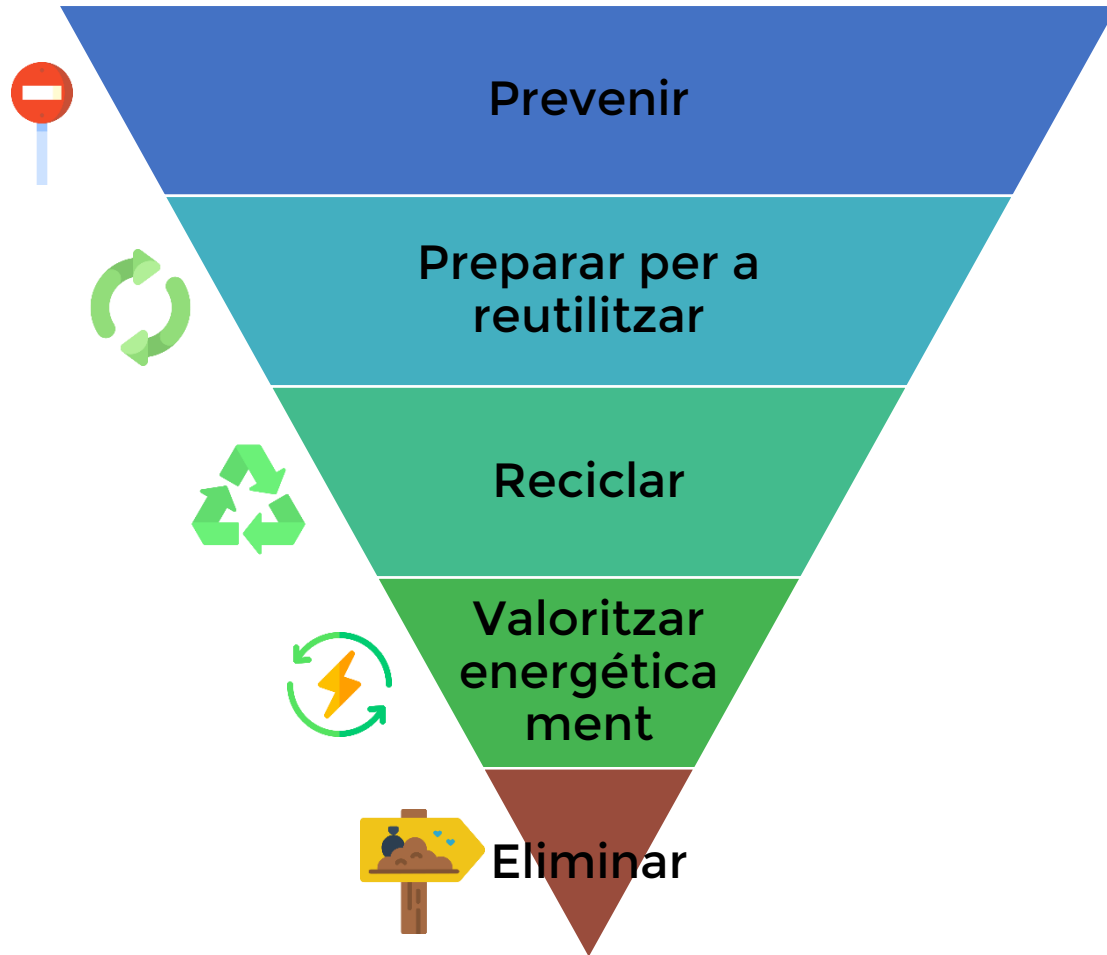 Prevenir
Preparar per a
reutilitzar
Reciclar
Valoritzar
energética
ment
Eliminar